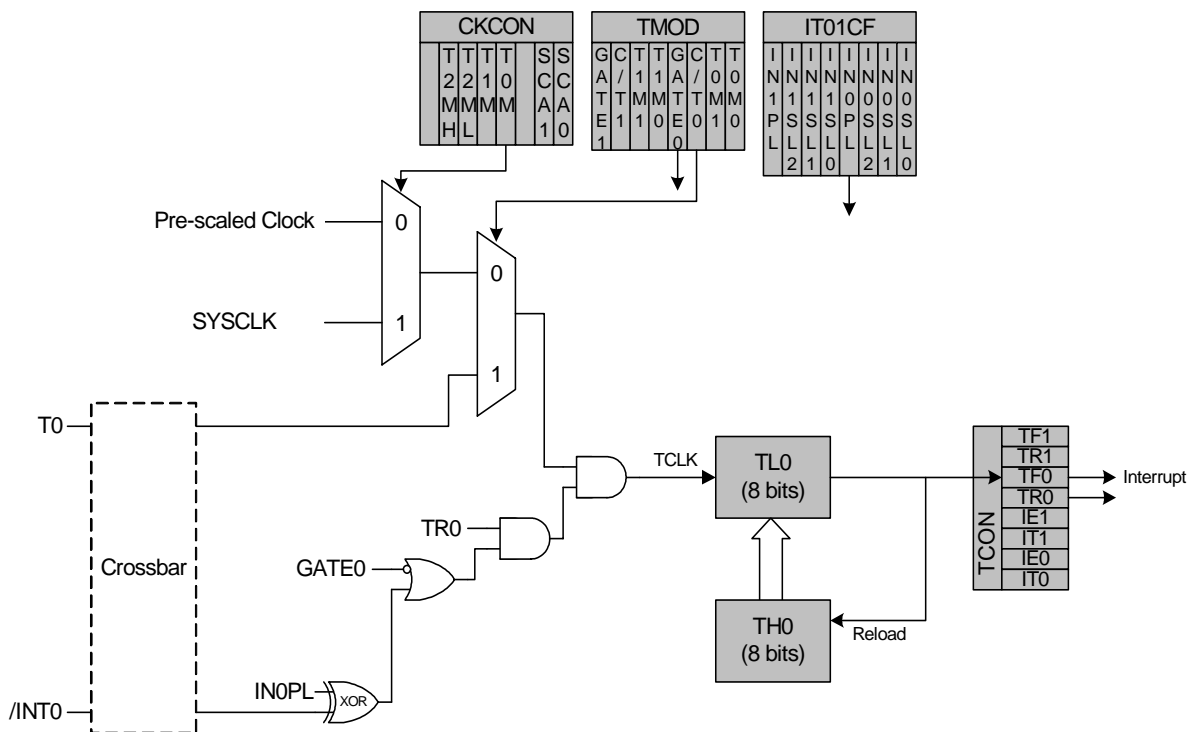 CKCON
TMOD
IT01CF
T2MH
T2ML
T1M
T0M
SCA1
SCA0
GATE1
C/T1
T1M1
T1M0
GATE0
C/T0
T0M1
T0M0
IN1PL
IN1SL2
IN1SL1
IN1SL0
IN0PL
IN0SL2
IN0SL1
IN0SL0
Pre-scaled Clock
0
0
SYSCLK
1
1
T0
TCLK
TL0
(8 bits)
TCON
TF1
TR1
TF0
TR0
IE1
IT1
IE0
IT0
Interrupt
TR0
GATE0
Crossbar
TH0
(8 bits)
Reload
IN0PL
XOR
/INT0